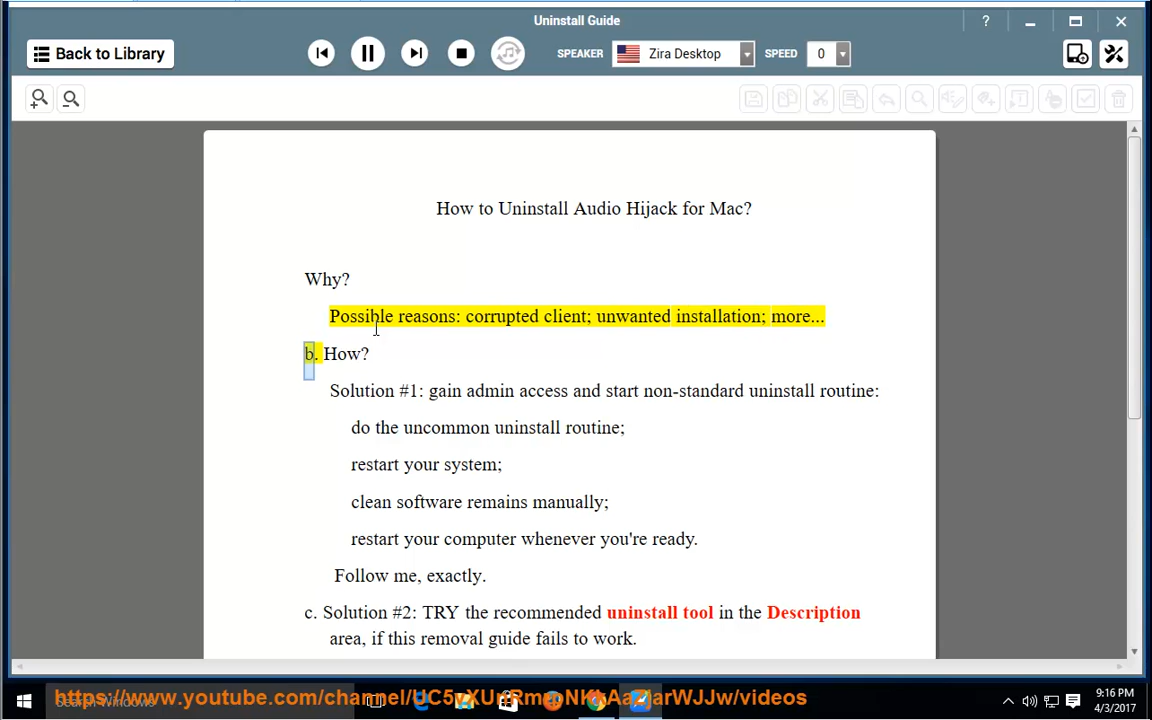 Uninstall Guide
?
Back to Library
SPEAKER Zira Desktop SPEED 0
How to Uninstall Audio Hijack for Mac?
Why?
Possible reasons: corrupted client; unwanted installation; more...
b. How?
Solution #1: gain admin access and start non-standard uninstall routine:
do the uncommon uninstall routine;
restart your system;
clean software remains manually;
restart your computer whenever you're ready.
Follow me, exactly.
c. Solution #2: TRY the recommended uninstall tool in the Description
area, if this removal guide fails to work.
Search Windows
9:16 PM
4/3/2017